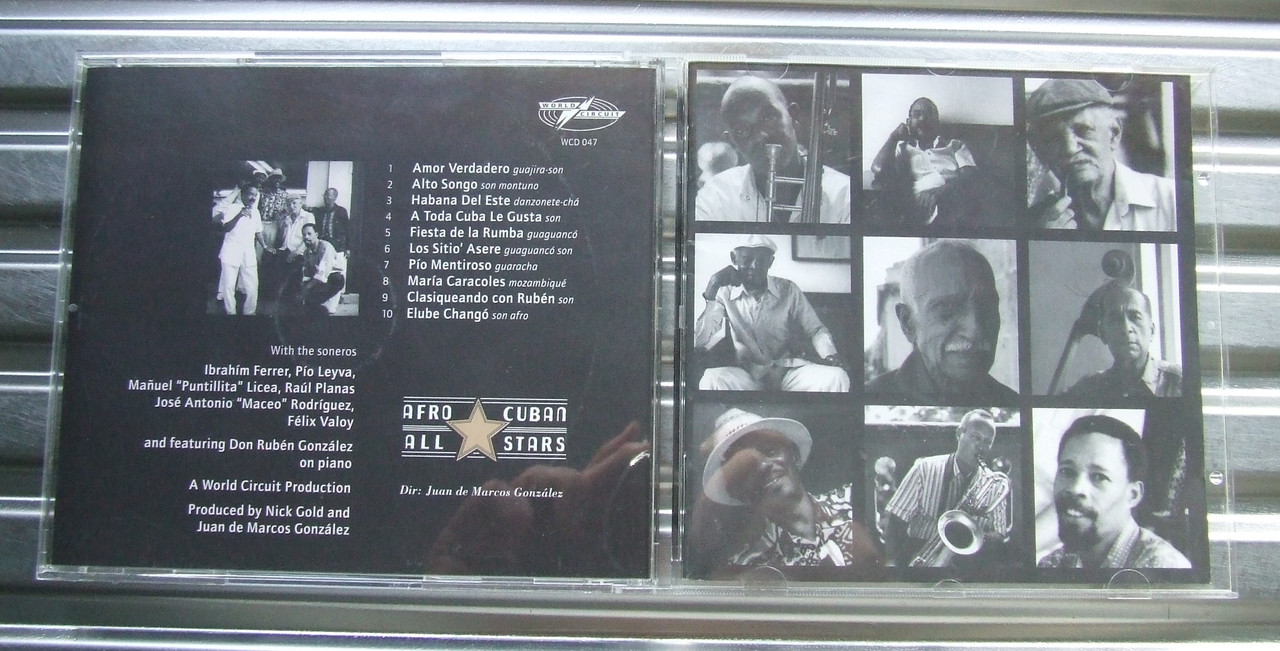 WORLD CIRCUIT
WCD 047
1 Amor Verdadero guajira-son
2 Alto Songo son montuno
3 Habana Del Este danzonete-chá
4 A Toda Cuba Le Gusta son
5 Fiesta de la Rumba guaguancó
6 Los Sitio' Asere guaguancó son
7 Pío Mentiroso guaracha
8 María Caracoles mozambiqué
9 Clasiqueando con Rubén son
10 Elube Changó son afro
With the soneros
Ibrahím Ferrer, Pío Leyva,
Mañuel "Puntillita" Licea, Raúl Planas
José Antonio "Maceo" Rodríguez,
Félix Valoy
and featuring Don Rubén González
on piano
A World Circuit Production
Produced by Nick Gold and
Juan de Marcos González
AFRO CUBAN
ALL STARS
Dir: Juan de Marcos González